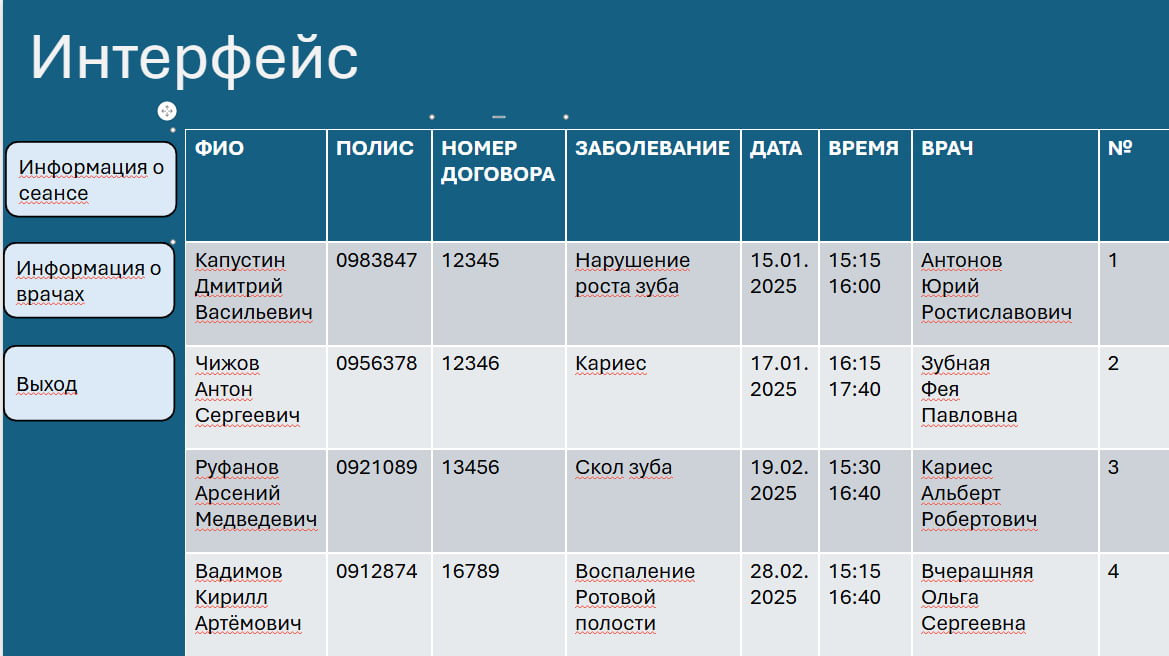 Интерфейс
Информация о
сеансе
Информация о
врачах
Выход
ФИО ПОЛИС НОМЕР ДОГОВОРА ЗАБОЛЕВАНИЕ ДАТА ВРЕМЯ ВРАЧ №
Капустин 0983847 12345 Нарушение 15.01. 15:15 Антонов 1
Дмитрий роста зуба 2025 16:00 Юрий
Васильевич Ростиславович
Чижов 0956378 12346 Кариес 17.01. 16:15 Зубная 2
Антон 2025 17:40 Фея
Сергеевич Павловна
Руфанов 0921089 13456 Скол зуба 19.02. 15:30 Кариес 3
Арсений 2025 16:40 Альберт
Медведевич Робертович
Вадимов 0912874 16789 Воспаление 28.02. 15:15 Вчерашняя 4
Кирилл Ротовой 2025 16:40 Ольга
Артёмович полости Сергеевна